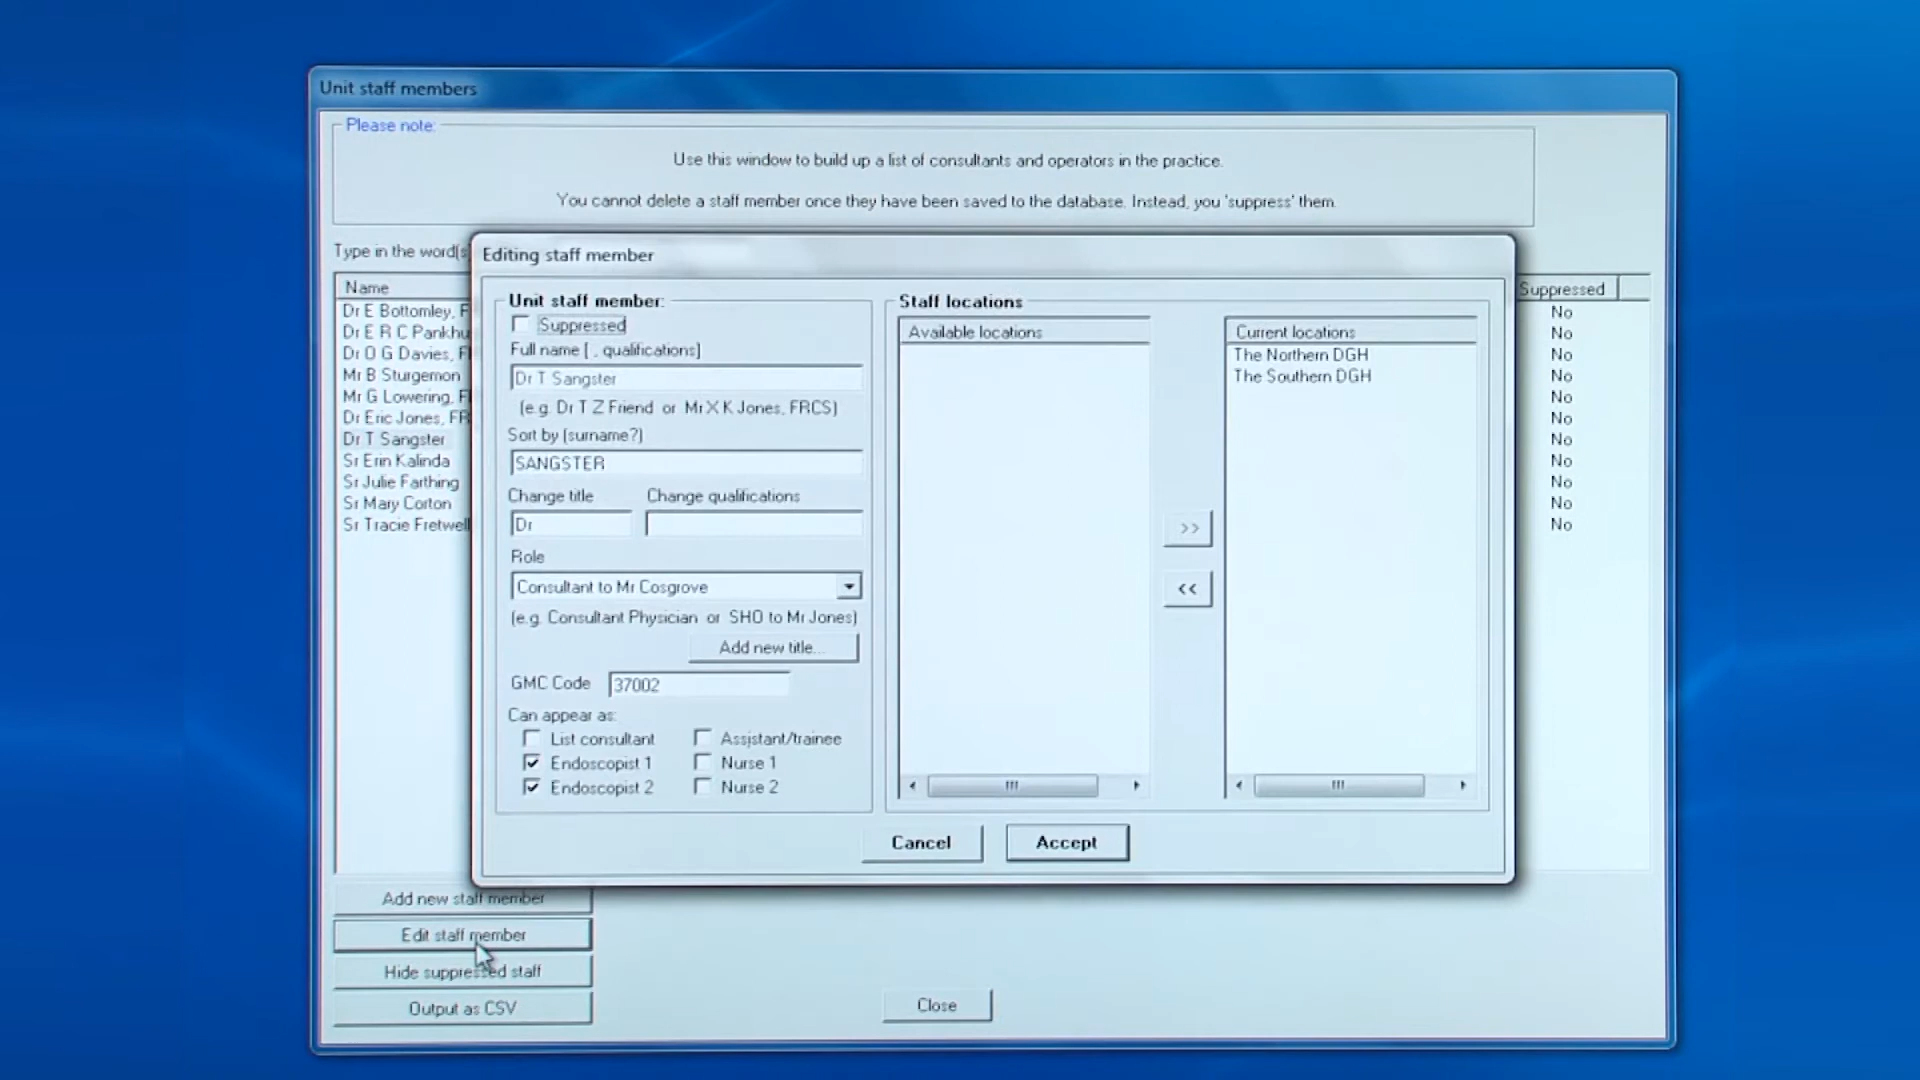 Unit staff members
Please note:
Use this window to build up a list of consultants and operators in the practice.
You cannot delete a staff member once they have been saved to the database. Instead, you 'suppress' them.
Type in the word(s
Name
Suppressed
Dr E Bottomley, F
No
Dr E R C Pankhu
No
Dr O G Davies, F
No
Mr B Sturgemon
No
Mr G Lowering, F
No
Dr Eric Jones, FR
No
Dr T Sangster
No
Sr Erin Kalinda
No
Sr Julie Farthing
No
Sr Mary Corton
No
Sr Tracie Fretwell
No
Editing staff member
Unit staff member:
Suppressed
Full name [ , qualifications]
Dr T Sangster
(e.g. Dr T Z Friend or Mr X K Jones, FRCS)
Sort by (surname?)
SANGSTER
Change title
Change qualifications
Dr
Role
Consultant to Mr Cosgrove
(e.g. Consultant Physician or SHO to Mr Jones)
Add new title...
GMC Code
37002
Can appear as:
List consultant
Assistant/trainee
Endoscopist 1
Nurse 1
Endoscopist 2
Nurse 2
Staff locations
Available locations
>>
<<
Current locations
The Northern DGH
The Southern DGH
Cancel
Accept
Add new staff member
Edit staff member
Hide suppressed staff
Output as CSV
Close